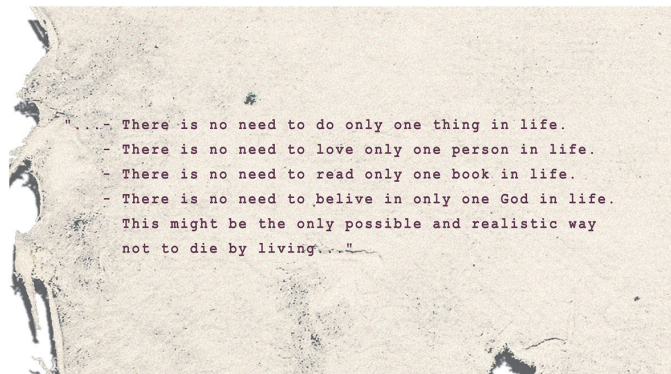 "...- There is no need to do only one thing in life.
- There is no need to love only one person in life.
- There is no need to read only one book in life.
- There is no need to belive in only one God in life.
This might be the only possible and realistic way
not to die by living..."